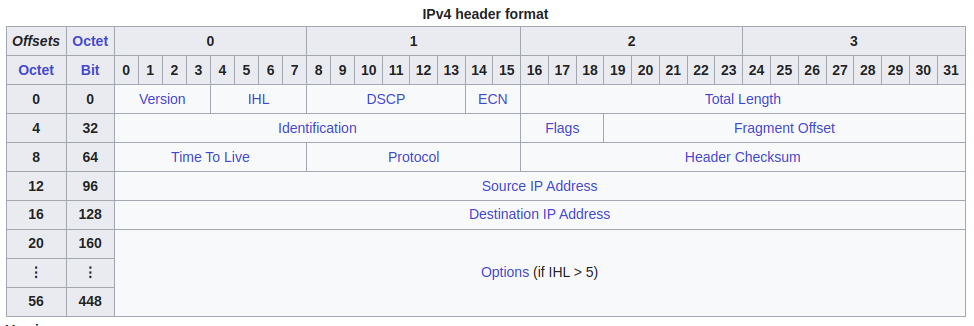 IPv4 header format
Offsets Octet 0 1 2 3
Octet Bit 0 1 2 3 4 5 6 7 8 9 10 11 12 13 14 15 16 17 18 19 20 21 22 23 24 25 26 27 28 29 30 31
0 0 Version IHL DSCP ECN Total Length
4 32 Identification Flags Fragment Offset
8 64 Time To Live Protocol Header Checksum
12 96 Source IP Address
16 128 Destination IP Address
20 160
⋮ ⋮ Options (if IHL > 5)
56 448